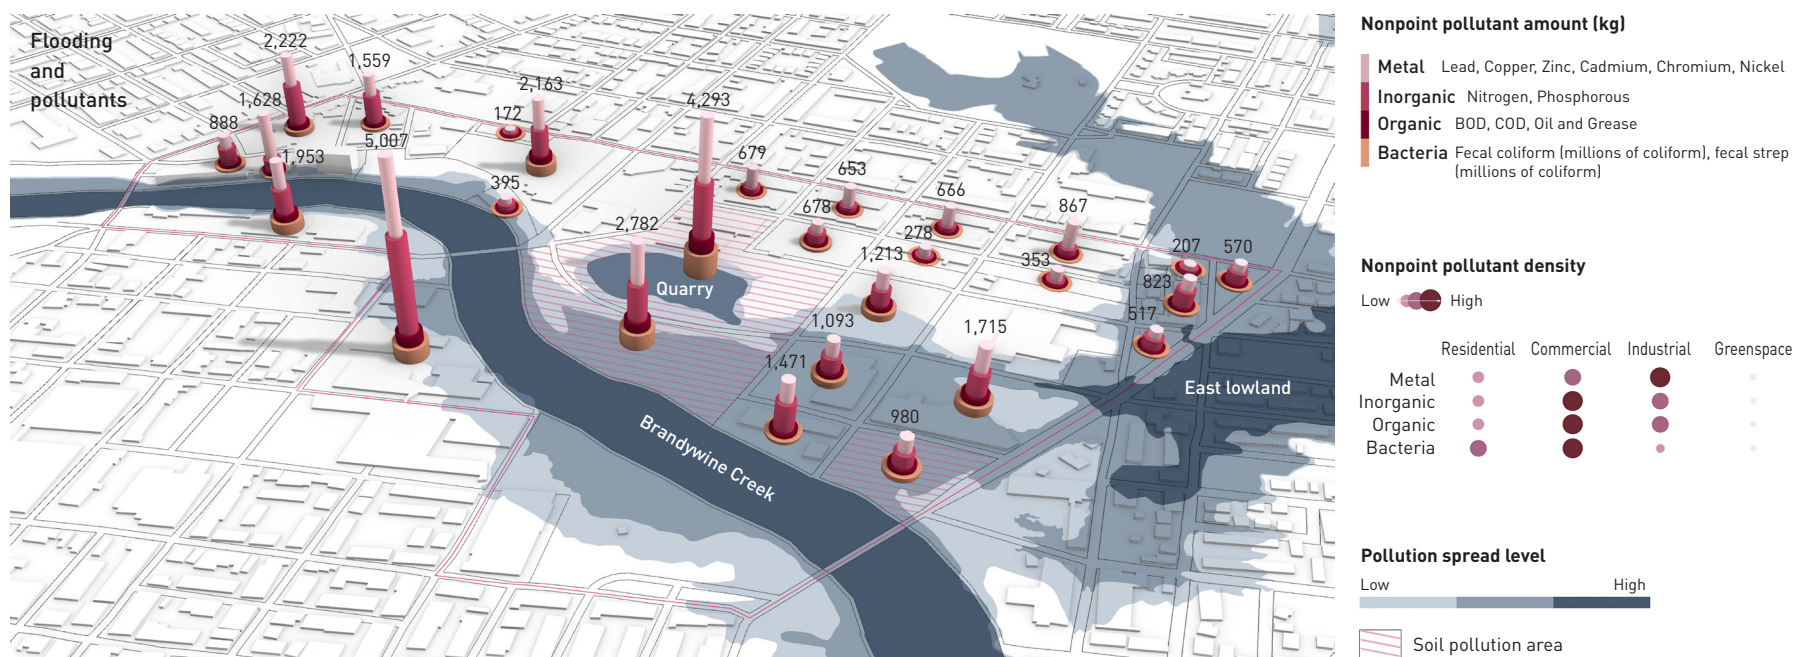 Flooding
and
pollutants
2,222
1,559
2,163
1,628
172
4,293
888
5,007
1,953
679
653
395
666
678
867
2,782
278
207
570
1,213
353
823
Quarry
517
1,093
1,715
1,471
East lowland
980
Brandywine Creek
Nonpoint pollutant amount (kg)
Metal Lead, Copper, Zinc, Cadmium, Chromium, Nickel
Inorganic Nitrogen, Phosphorous
Organic BOD, COD, Oil and Grease
Bacteria Fecal coliform (millions of coliform), fecal strep
(millions of coliform)
Nonpoint pollutant density
Low High
Residential Commercial Industrial Greenspace
Metal
Inorganic
Organic
Bacteria
Pollution spread level
Low High
Soil pollution area